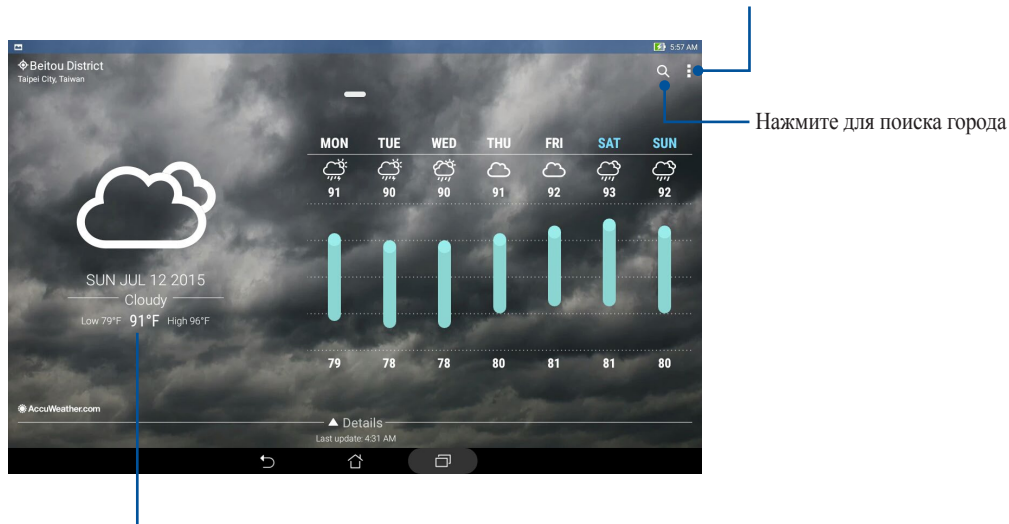 5:57 AM
Beitou District
Taipei City, Taiwan
Нажмите для поиска города
MON TUE WED THU FRI SAT SUN
91 90 90 91 92 93 92
SUN JUL 12 2015
Cloudy
Low 79°F 91°F High 96°F
79 78 78 80 81 81 80
AccuWeather.com
Details
Last update: 4:31 AM